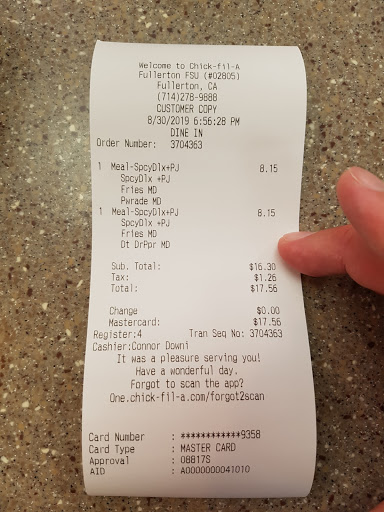 Welcome to Chick-fil-A
Fullerton FSU (#02805)
Fullerton, CA
(714)278-9888
CUSTOMER COPY
8/30/2019 6:56:28 PM
DINE IN
Order Number: 3704363
1 Meal-SpcyDlx+PJ 8.15
SpcyDlx +PJ
Fries MD
Pwrade MD
1 Meal-SpcyDlx+PJ 8.15
SpcyDlx +PJ
Fries MD
Dt DrPpr MD
Sub. Total: $16.30
Tax: $1.26
Total: $17.56
Change $0.00
Mastercard: $17.56
Register:4 Tran Seq No: 3704363
Cashier:Connor Downi
It was a pleasure serving you!
Have a wonderful day.
Forgot to scan the app?
One.chick-fil-a.com/forgot2scan
Card Number : ************9358
Card Type : MASTER CARD
Approval : 08817S
AID : A0000000041010